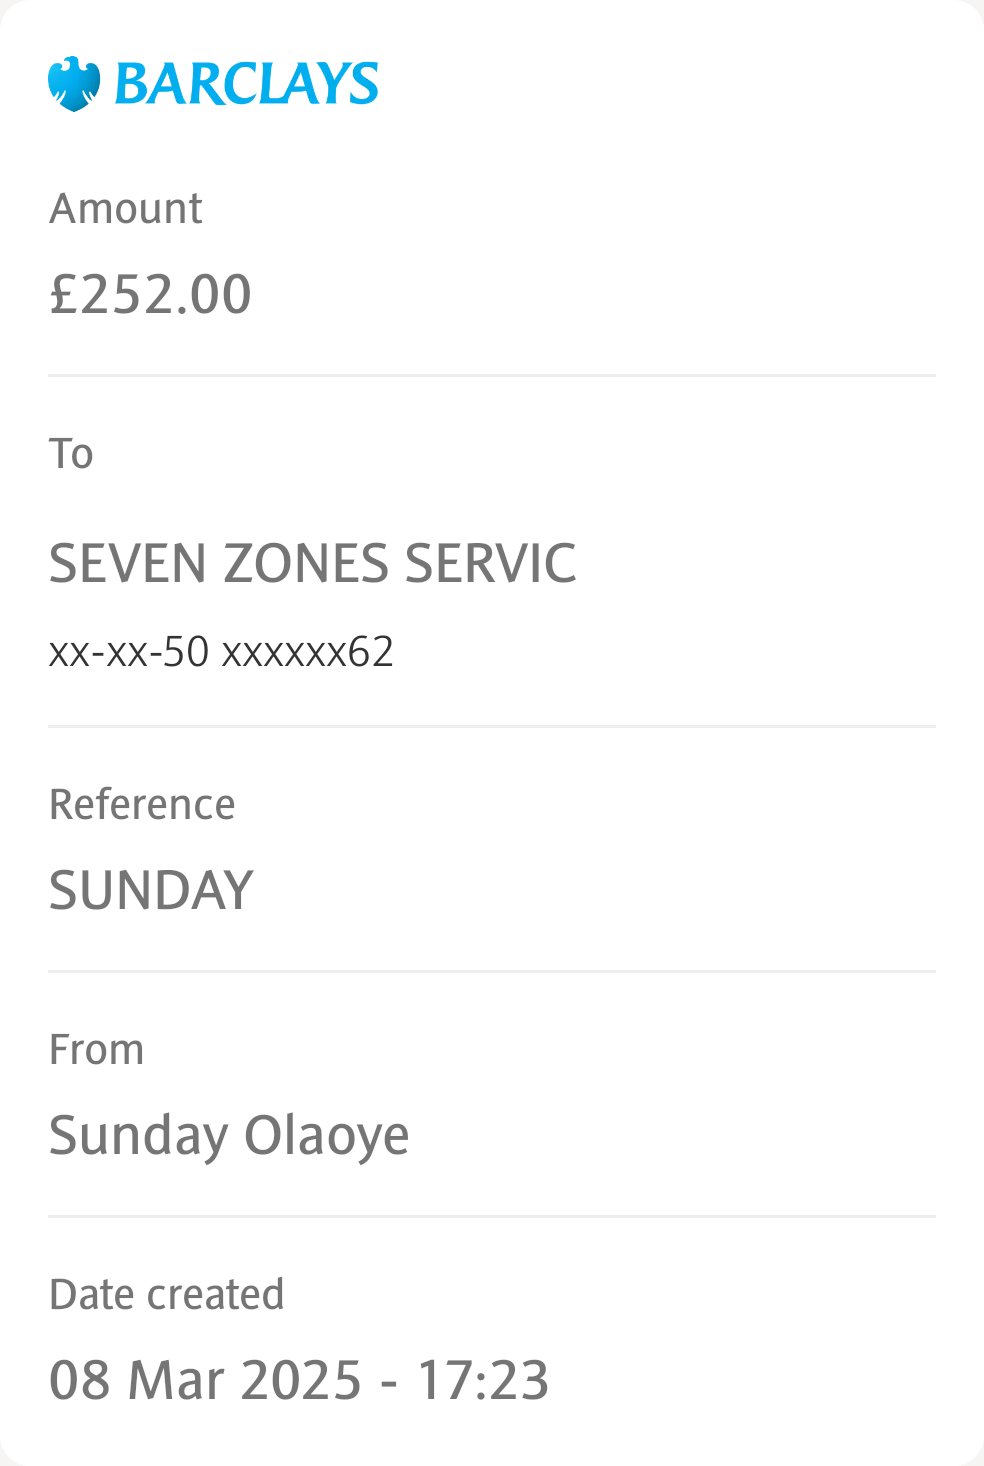 BARCLAYS
Amount
£252.00
To
SEVEN ZONES SERVIC
xx-xx-50 xxxxxx62
Reference
SUNDAY
From
Sunday Olaoye
Date created
08 Mar 2025 - 17:23